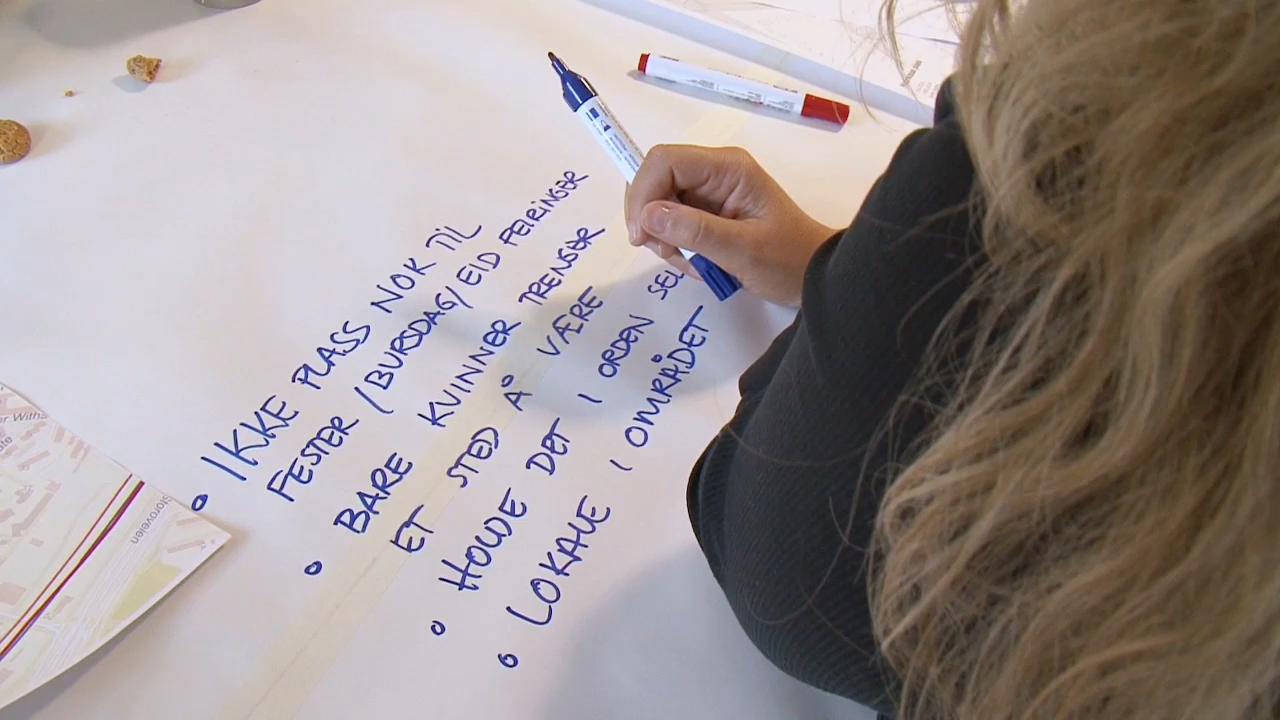 IKKE PLASS NOK TIL
FESTER /BURSDAG/ EID FEIRINGER
BARE KVINNER TRENGER
ET STED Å VÆRE
HOLDE DET I ORDEN SEL
LOKALE I OMRÅDET
Storoveien